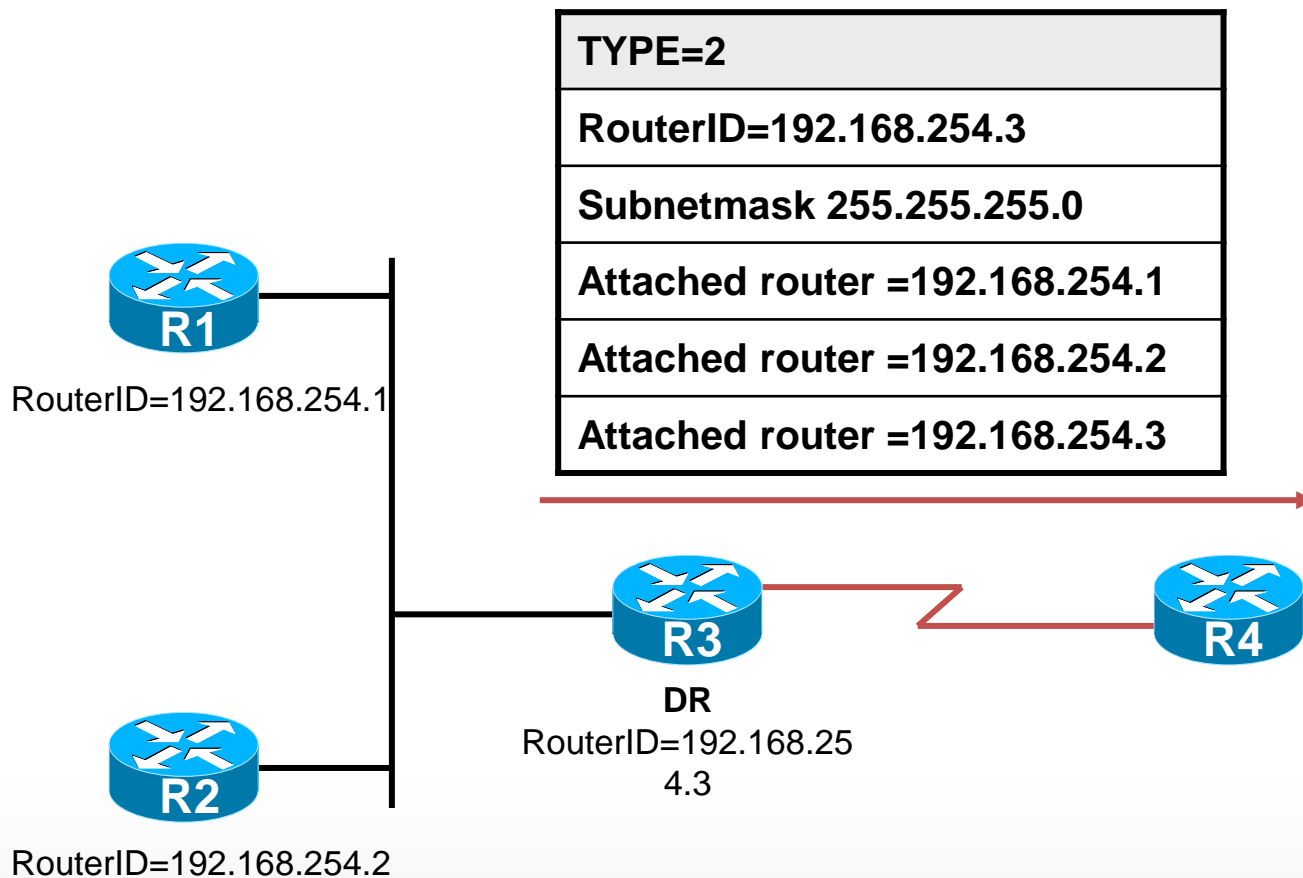 TYPE=2
RouterID=192.168.254.3
Subnetmask 255.255.255.0
Attached router =192.168.254.1
Attached router =192.168.254.2
Attached router =192.168.254.3
R1
RouterID=192.168.254.1
R3
R4
DR
RouterID=192.168.25
4.3
R2
RouterID=192.168.254.2